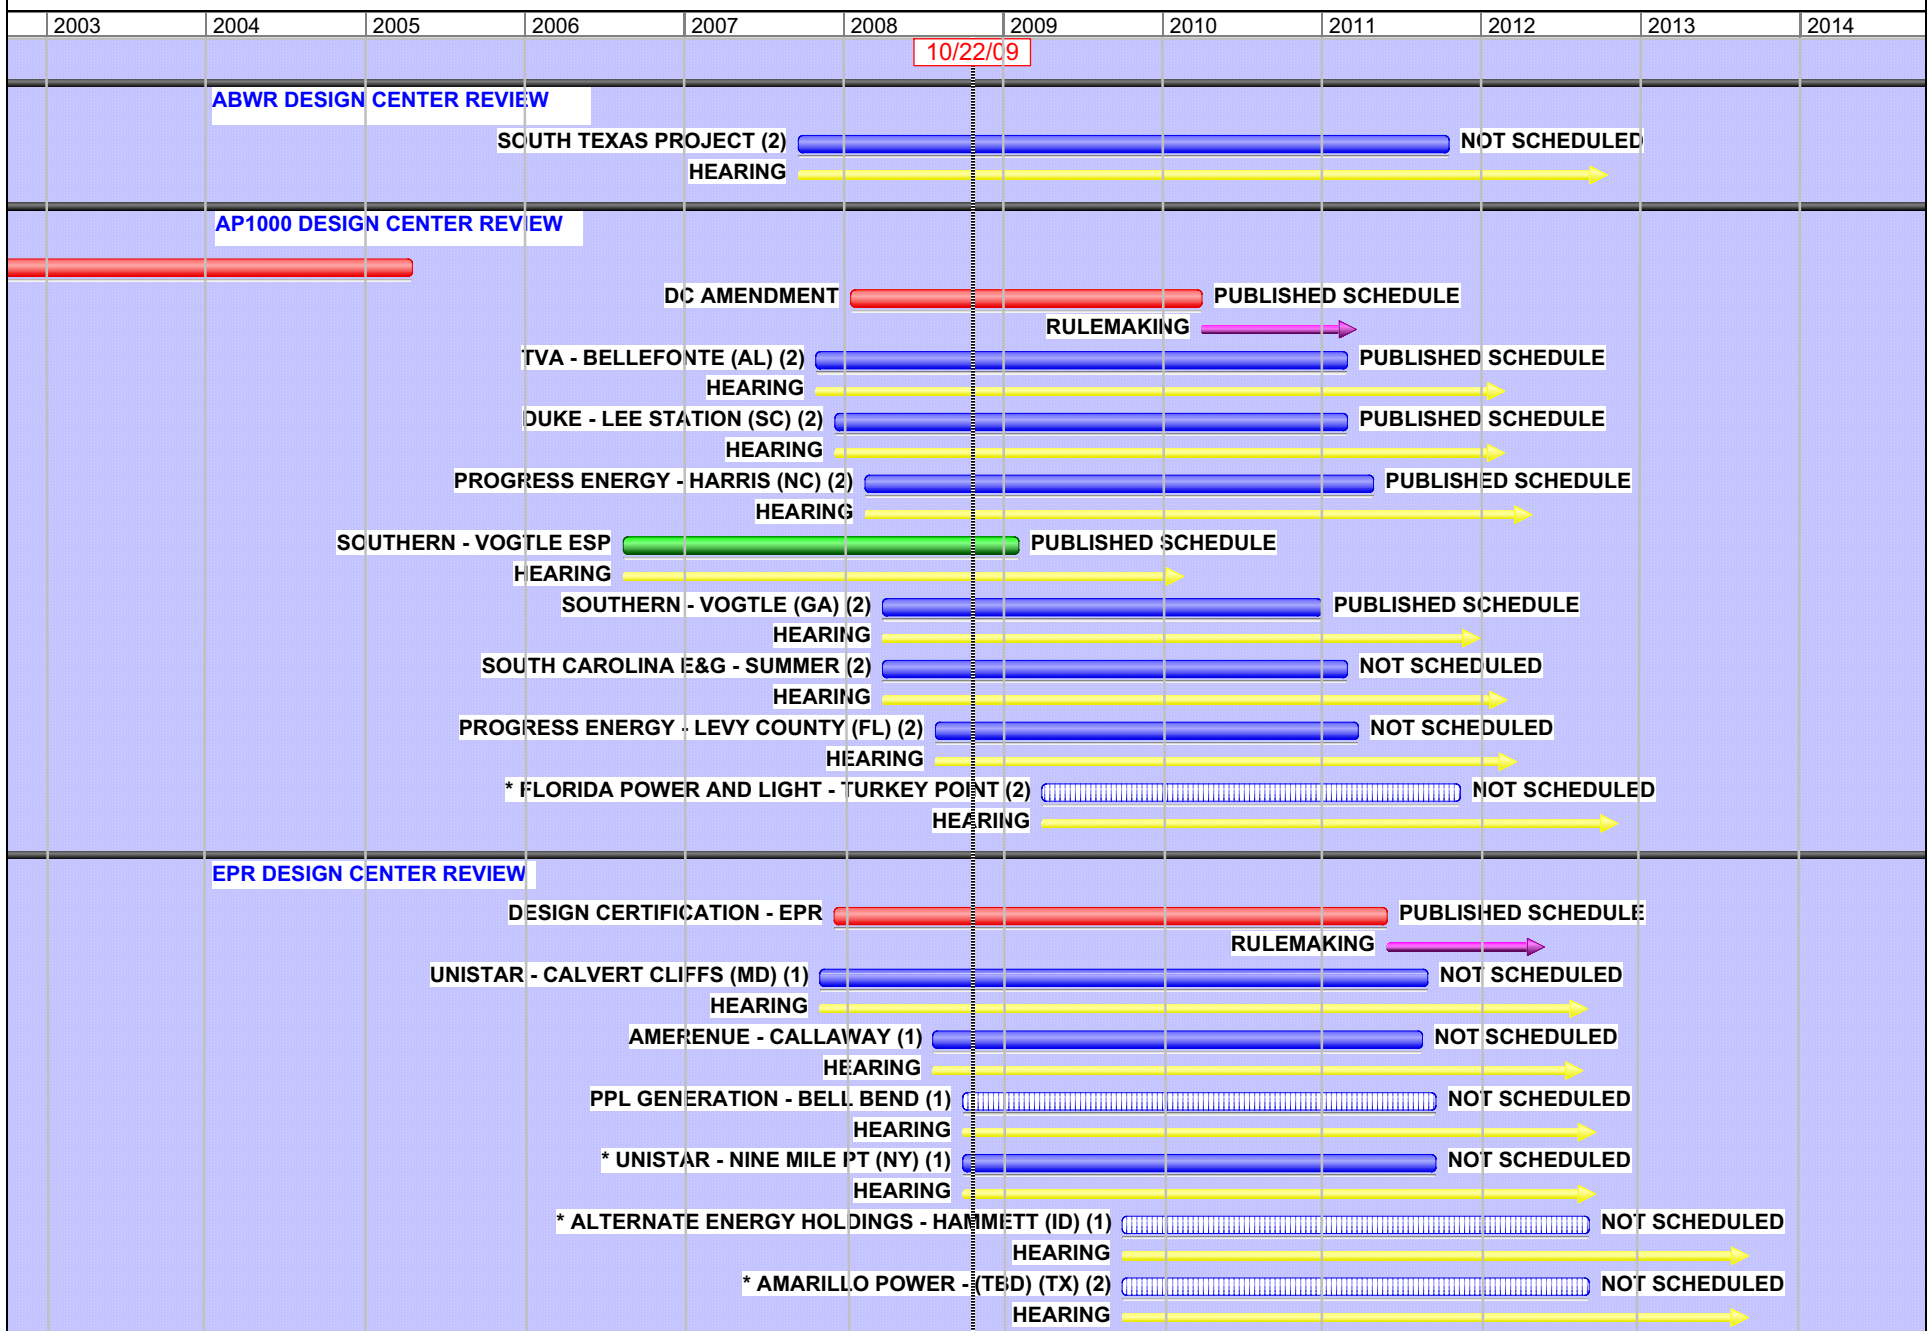 2003 2004 2005 2006 2007 2008 2009 2010 2011 2012 2013 2014
10/22/09
ABWR DESIGN CENTER REVIEW
SOUTH TEXAS PROJECT (2) NOT SCHEDULED
HEARING
AP1000 DESIGN CENTER REVIEW
DC AMENDMENT PUBLISHED SCHEDULE
RULEMAKING
TVA - BELLEFONTE (AL) (2) PUBLISHED SCHEDULE
HEARING
DUKE - LEE STATION (SC) (2) PUBLISHED SCHEDULE
HEARING
PROGRESS ENERGY - HARRIS (NC) (2) PUBLISHED SCHEDULE
HEARING
SOUTHERN - VOGTLE ESP PUBLISHED SCHEDULE
HEARING
SOUTHERN - VOGTLE (GA) (2) PUBLISHED SCHEDULE
HEARING
SOUTH CAROLINA E&G - SUMMER (2) NOT SCHEDULED
HEARING
PROGRESS ENERGY - LEVY COUNTY (FL) (2) NOT SCHEDULED
HEARING
* FLORIDA POWER AND LIGHT - TURKEY POINT (2) NOT SCHEDULED
HEARING
EPR DESIGN CENTER REVIEW
DESIGN CERTIFICATION - EPR PUBLISHED SCHEDULE
RULEMAKING
UNISTAR - CALVERT CLIFFS (MD) (1) NOT SCHEDULED
HEARING
AMERENUE - CALLAWAY (1) NOT SCHEDULED
HEARING
PPL GENERATION - BELL BEND (1) NOT SCHEDULED
HEARING
* UNISTAR - NINE MILE PT (NY) (1) NOT SCHEDULED
HEARING
* ALTERNATE ENERGY HOLDINGS - HAMMETT (ID) (1) NOT SCHEDULED
HEARING
* AMARILLO POWER - (TBD) (TX) (2) NOT SCHEDULED
HEARING